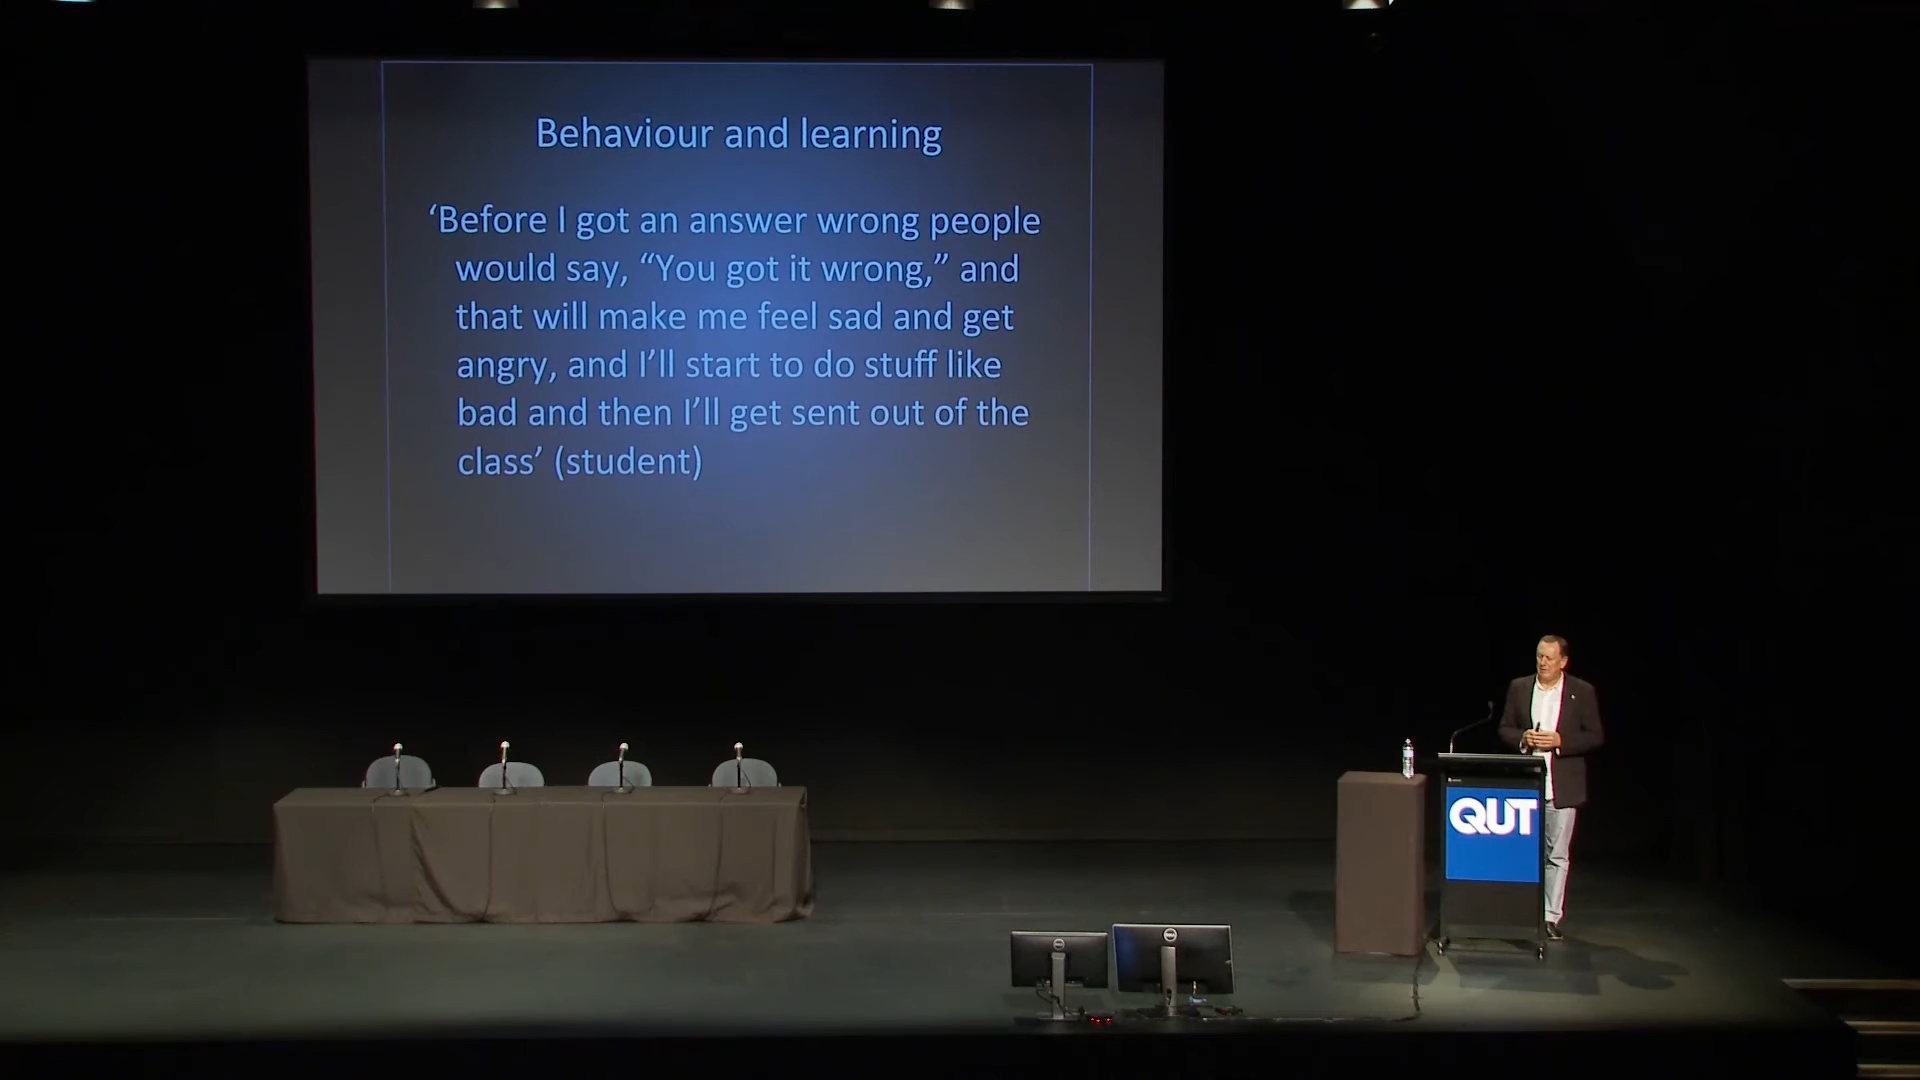 Behaviour and learning
‘Before I got an answer wrong people
would say, “You got it wrong,” and
that will make me feel sad and get
angry, and I’ll start to do stuff like
bad and then I’ll get sent out of the
class’ (student)
QUT